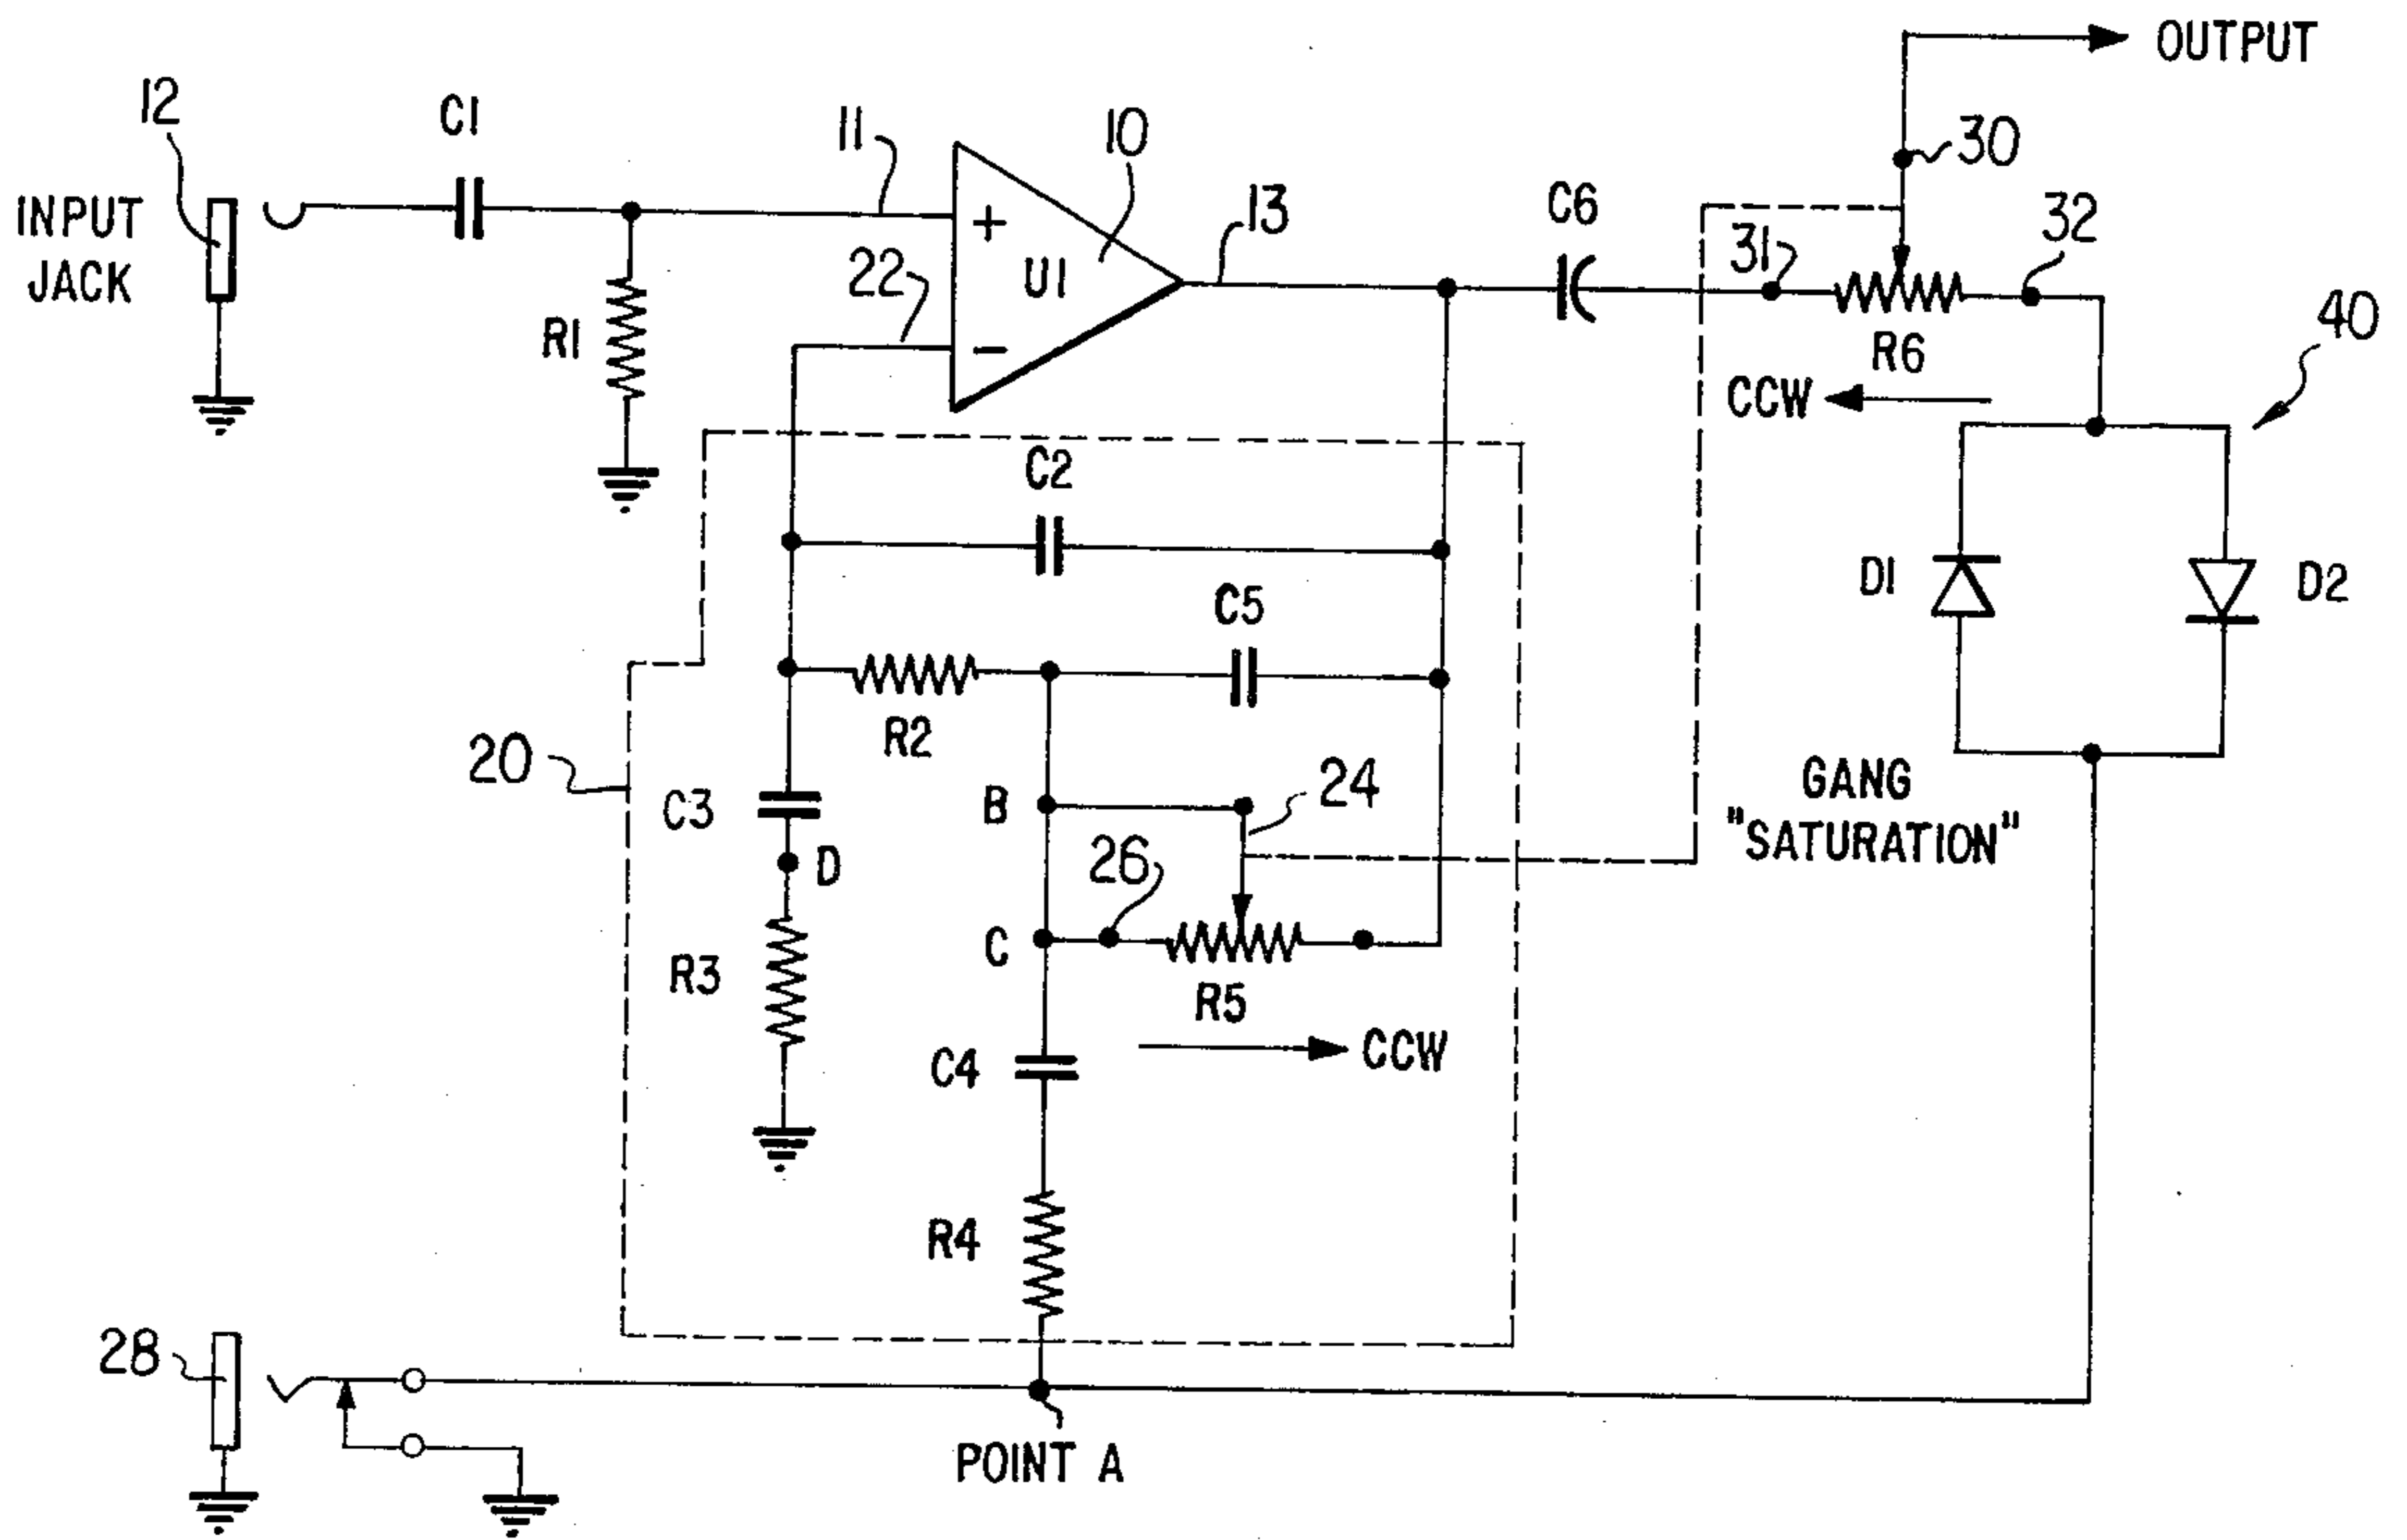 OUTPUT
12
C1
11
10
30
INPUT
JACK
13
C6
31
32
+
22
U1
R1
−
R6
40
CCW
C2
D1
D2
C5
20
R2
GANG
"SATURATION"
C3
B
24
D
26
R3
C
R5
CCW
C4
R4
28
POINT A